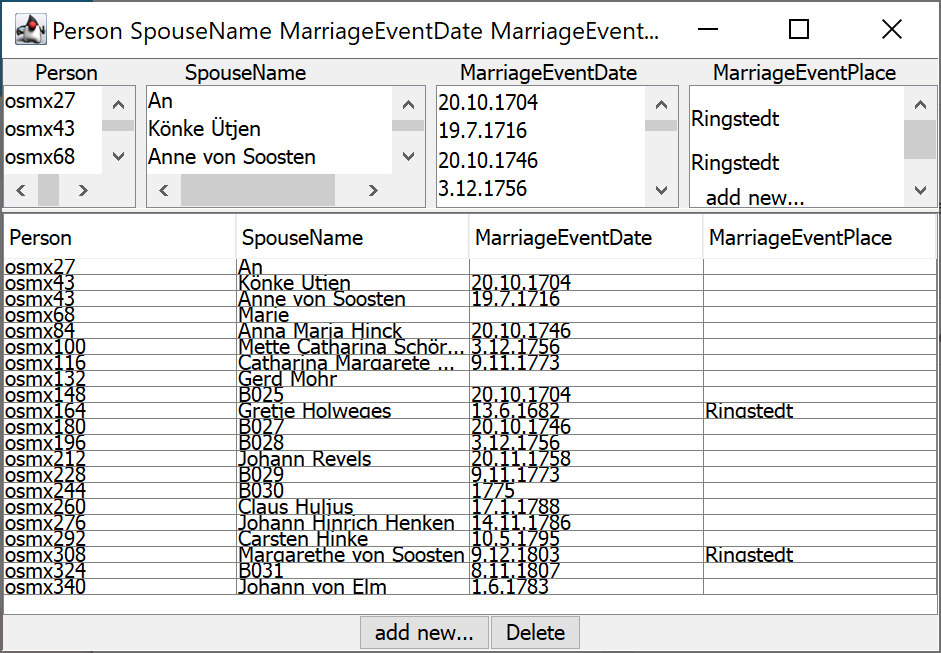 Person SpouseName MarriageEventDate MarriageEvent...
Person SpouseName MarriageEventDate MarriageEventPlace
osmx27 An 20.10.1704
osmx43 Könke Ütjen 19.7.1716 Ringstedt
osmx68 Anne von Soosten 20.10.1746 Ringstedt
3.12.1756 add new...
Person SpouseName MarriageEventDate MarriageEventPlace
osmx27 An
osmx43 Könke Ütjen 20.10.1704
osmx43 Anne von Soosten 19.7.1716
osmx68 Marie
osmx84 Anna Maria Hinck 20.10.1746
osmx100 Mette Catharina Schör... 3.12.1756
osmx116 Catharina Margarete ... 9.11.1773
osmx132 Gerd Mohr
osmx148 B025 20.10.1704
osmx164 Gretje Holweges 13.6.1682 Ringstedt
osmx180 B027 20.10.1746
osmx196 B028 3.12.1756
osmx212 Johann Revels 20.11.1758
osmx228 B029 9.11.1773
osmx244 B030 1775
osmx260 Claus Huljus 17.1.1788
osmx276 Johann Hinrich Henken 14.11.1786
osmx292 Carsten Hinke 10.5.1795
osmx308 Margarethe von Soosten 9.12.1803 Ringstedt
osmx324 B031 8.11.1807
osmx340 Johann von Elm 1.6.1783
add new... Delete